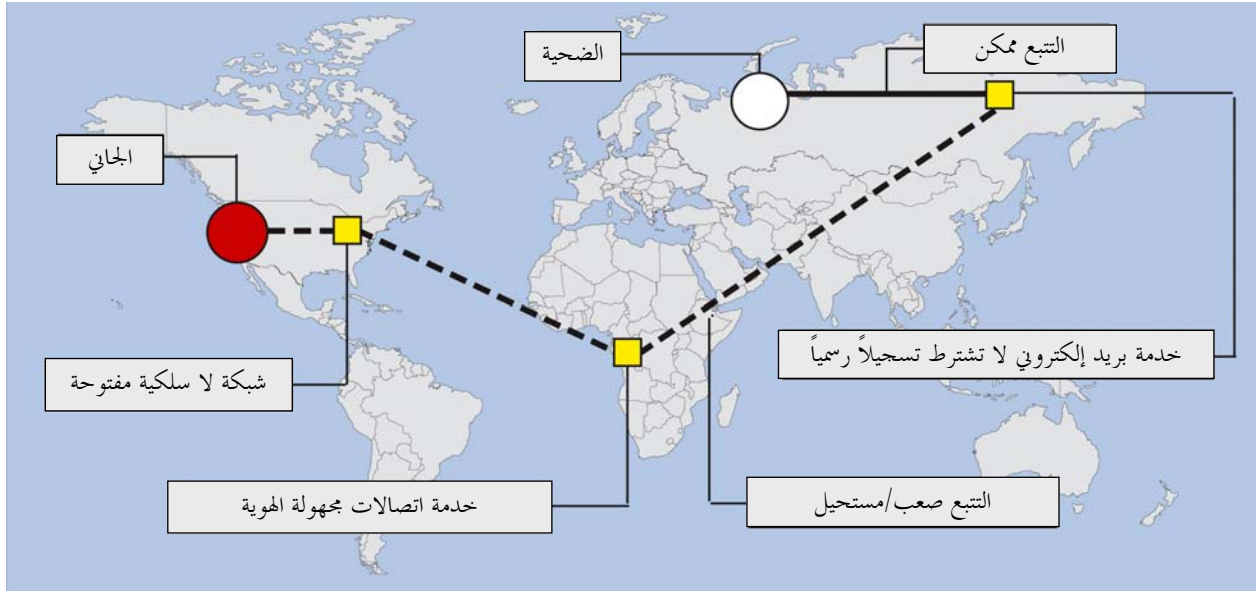 التتبع ممكن
الضحية
الجاني
خدمة بريد إلكتروني لا تشترط تسجيلاً رسمياً
شبكة لا سلكية مفتوحة
التتبع صعب/مستحيل
خدمة اتصالات مجهولة الهوية